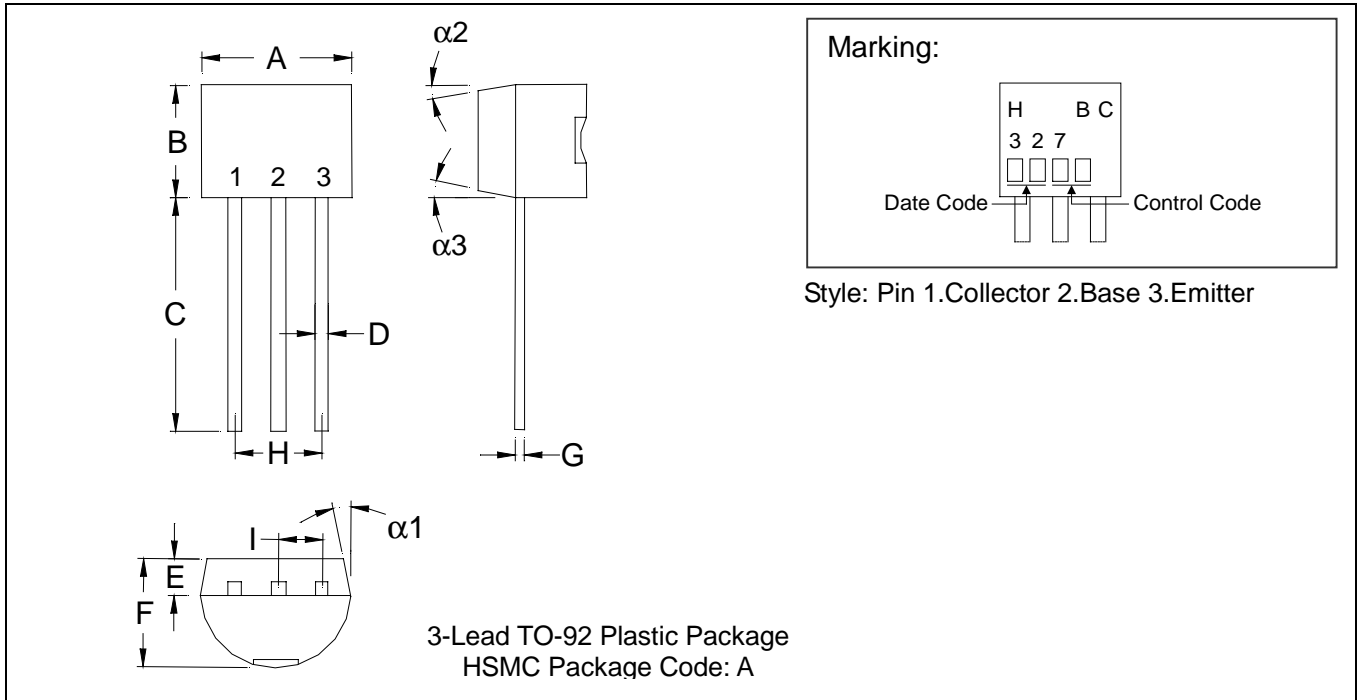 A
B
1 2 3
C
D
H
α2
α3
G
I
α1
E
F
3-Lead TO-92 Plastic Package
HSMC Package Code: A
Marking:
H B C
3 2 7
Date Code
Control Code
Style: Pin 1.Collector 2.Base 3.Emitter